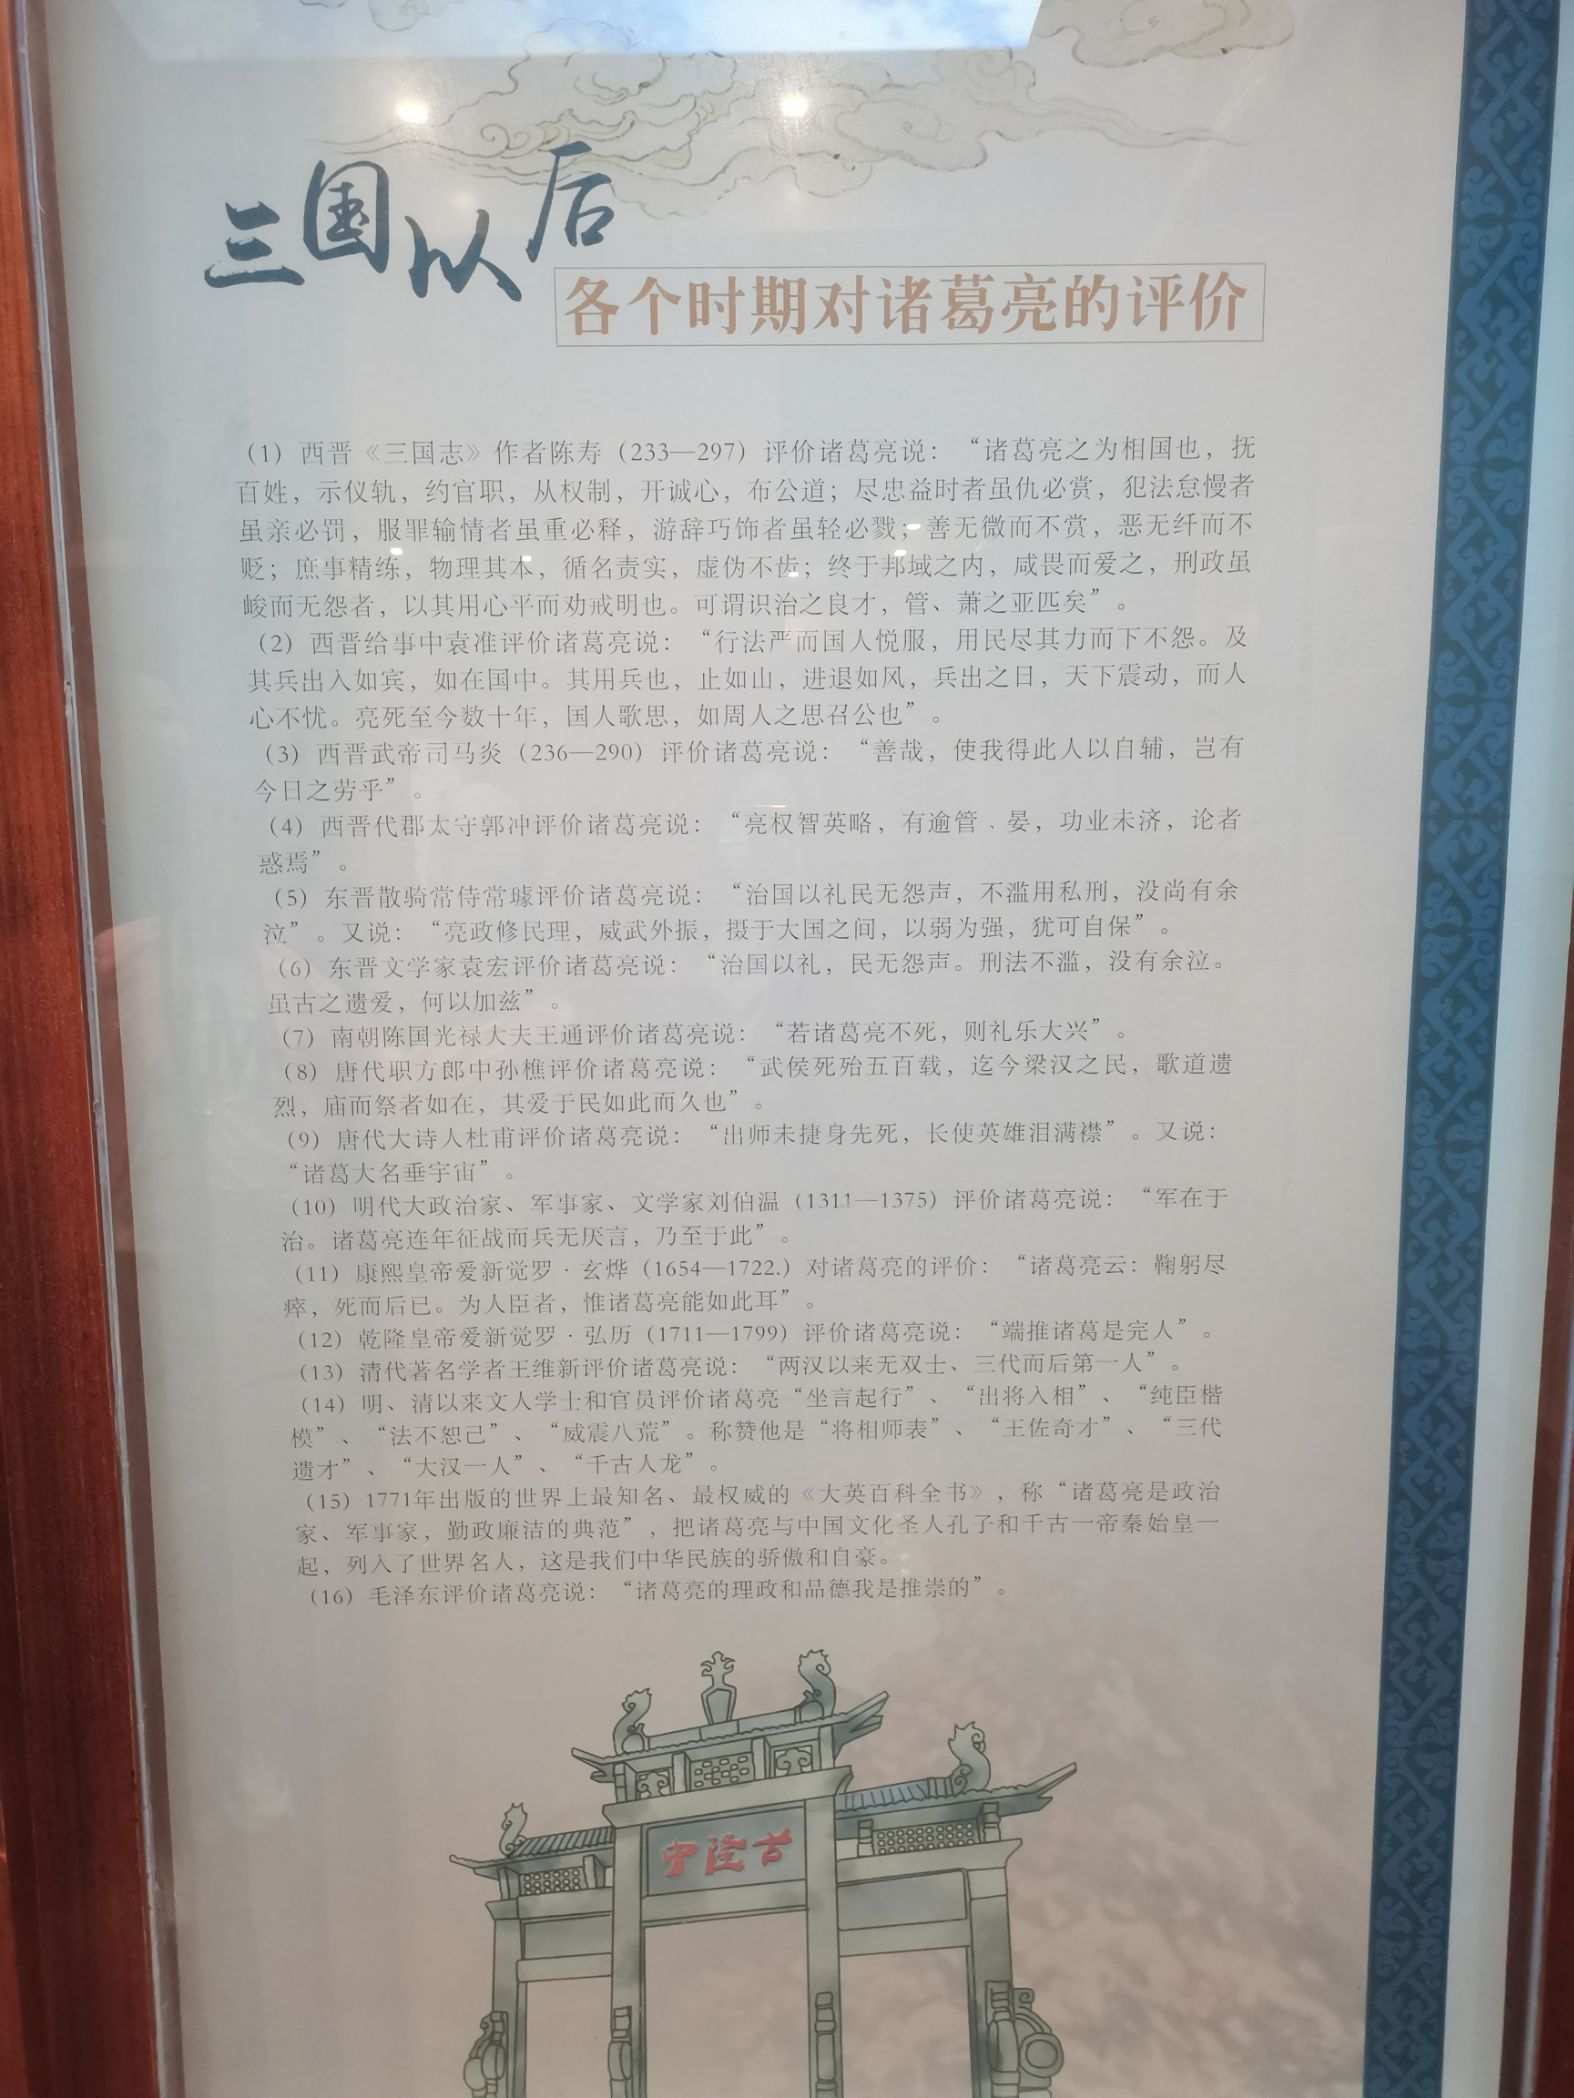 三国以后
各个时期对诸葛亮的评价
（1）西晋《三国志》作者陈寿（233—297）评价诸葛亮说：“诸葛亮之为相国也，抚
百姓，示仪轨，约官职，从权制，开诚心，布公道；尽忠益时者虽仇必赏，犯法怠慢者
虽亲必罚，服罪输情者虽重必释，游辞巧饰者虽轻必戮；善无微而不赏，恶无纤而不
贬；庶事精练，物理其本，循名责实，虚伪不齿；终于邦域之内，咸畏而爱之，刑政虽
峻而无怨者，以其用心平而劝戒明也。可谓识治之良才，管、萧之亚匹矣”。
（2）西晋给事中袁准评价诸葛亮说：“行法严而国人悦服，用民尽其力而下不怨。及
其兵出入如宾，如在国中。其用兵也，止如山，进退如风，兵出之日，天下震动，而人
心不忧。亮死至今数十年，国人歌思，如周人之思召公也”。
（3）西晋武帝司马炎（236—290）评价诸葛亮说：“善哉，使我得此人以自辅，岂有
今日之劳乎”。
（4）西晋代郡太守郭冲评价诸葛亮说：“亮权智英略，有逾管、晏，功业未济，论者
惑焉”。
（5）东晋散骑常侍常璩评价诸葛亮说：“治国以礼民无怨声，不滥用私刑，没尚有余
泣”。又说：“亮政修民理，威武外振，摄于大国之间，以弱为强，犹可自保”。
（6）东晋文学家袁宏评价诸葛亮说：“治国以礼，民无怨声。刑法不滥，没有余泣。
虽古之遗爱，何以加兹”。
（7）南朝陈国光禄大夫王通评价诸葛亮说：“若诸葛亮不死，则礼乐大兴”。
（8）唐代职方郎中孙樵评价诸葛亮说：“武侯死殆五百载，迄今梁汉之民，歌道遗
烈，庙而祭者如在，其爱于民如此而久也”。
（9）唐代大诗人杜甫评价诸葛亮说：“出师未捷身先死，长使英雄泪满襟”。又说：
“诸葛大名垂宇宙”。
（10）明代大政治家、军事家、文学家刘伯温（1311—1375）评价诸葛亮说：“军在于
治。诸葛亮连年征战而兵无厌言，乃至于此”。
（11）康熙皇帝爱新觉罗·玄烨（1654—1722.）对诸葛亮的评价：“诸葛亮云：鞠躬尽
瘁，死而后已。为人臣者，惟诸葛亮能如此耳”。
（12）乾隆皇帝爱新觉罗·弘历（1711—1799）评价诸葛亮说：“端推诸葛是完人”。
（13）清代著名学者王维新评价诸葛亮说：“两汉以来无双士、三代而后第一人”。
（14）明、清以来文人学士和官员评价诸葛亮“坐言起行”、“出将入相”、“纯臣楷
模”、“法不恕己”、“威震八荒”。称赞他是“将相师表”、“王佐奇才”、“三代
遗才”、“大汉一人”、“千古人龙”。
（15）1771年出版的世界上最知名、最权威的《大英百科全书》，称“诸葛亮是政治
家、军事家，勤政廉洁的典范”，把诸葛亮与中国文化圣人孔子和千古一帝秦始皇一
起，列入了世界名人，这是我们中华民族的骄傲和自豪。
（16）毛泽东评价诸葛亮说：“诸葛亮的理政和品德我是推崇的”。
古隆中